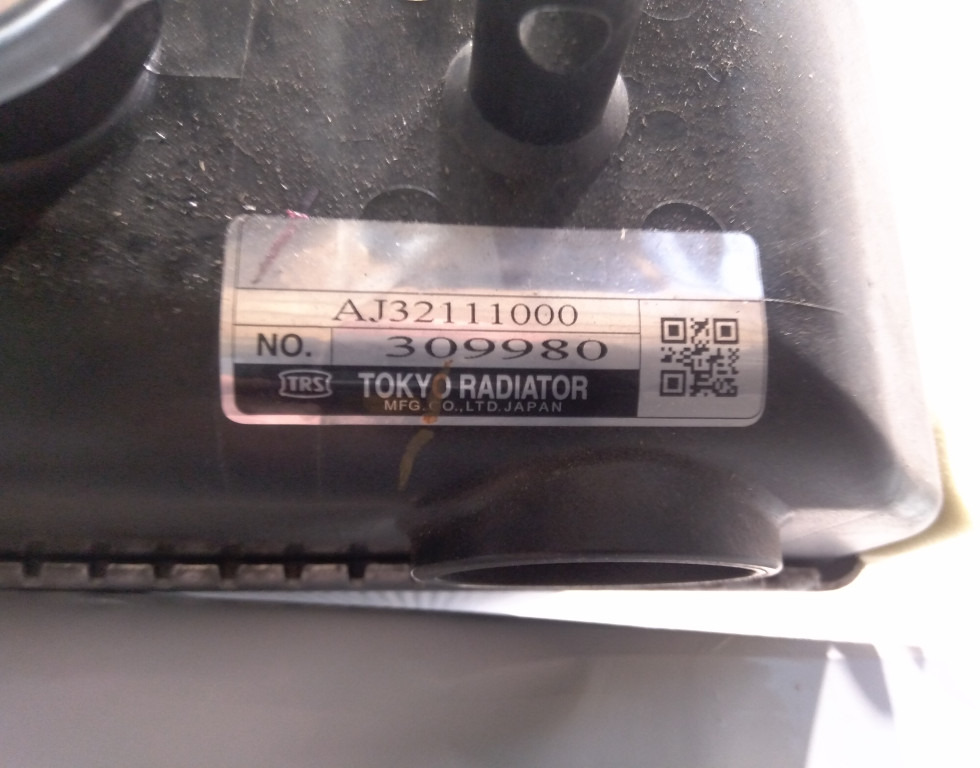 AJ32111000
NO. 309980
TRS TOKYO RADIATOR
MFG.CO.,LTD.JAPAN